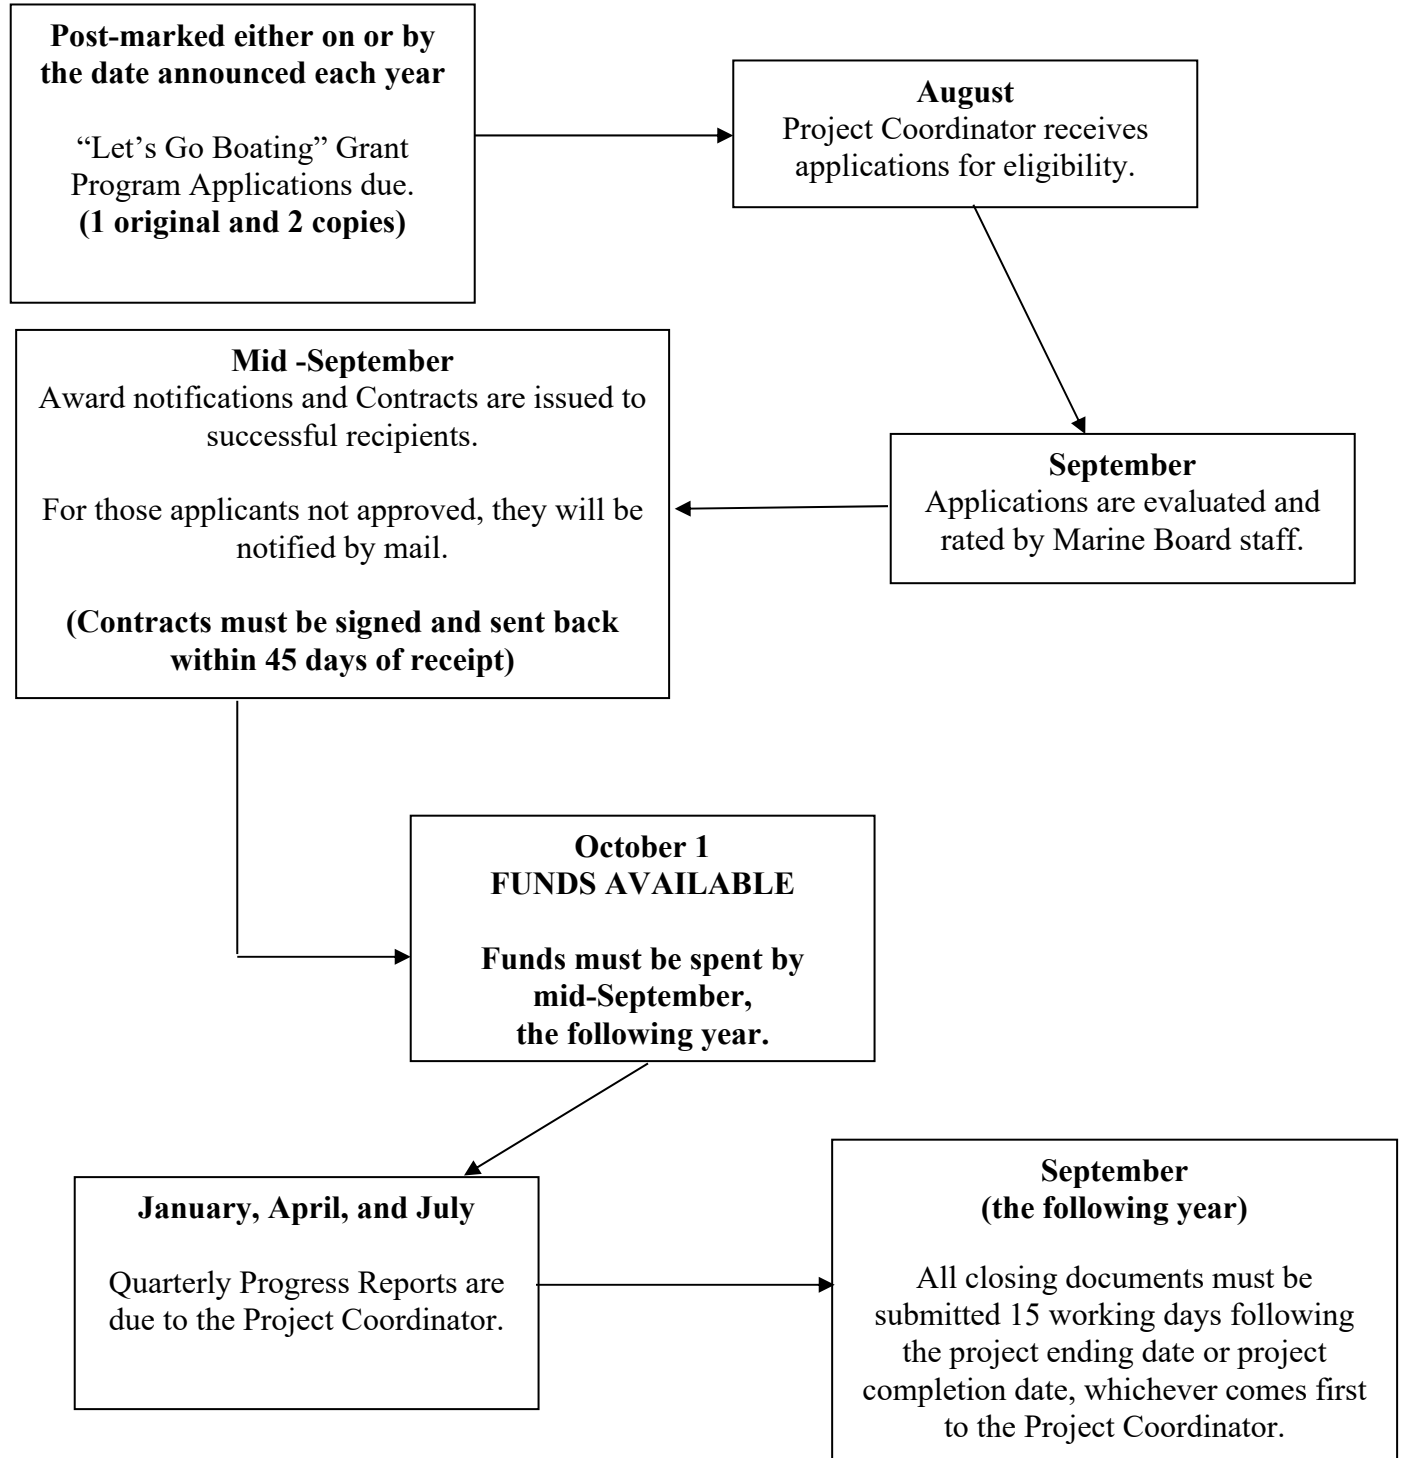 Post-marked either on or by
the date announced each year
“Let’s Go Boating” Grant
Program Applications due.
(1 original and 2 copies)
August
Project Coordinator receives
applications for eligibility.
September
Applications are evaluated and
rated by Marine Board staff.
Mid -September
Award notifications and Contracts are issued to
successful recipients.
For those applicants not approved, they will be
notified by mail.
(Contracts must be signed and sent back
within 45 days of receipt)
October 1
FUNDS AVAILABLE
Funds must be spent by
mid-September,
the following year.
January, April, and July
Quarterly Progress Reports are
due to the Project Coordinator.
September
(the following year)
All closing documents must be
submitted 15 working days following
the project ending date or project
completion date, whichever comes first
to the Project Coordinator.